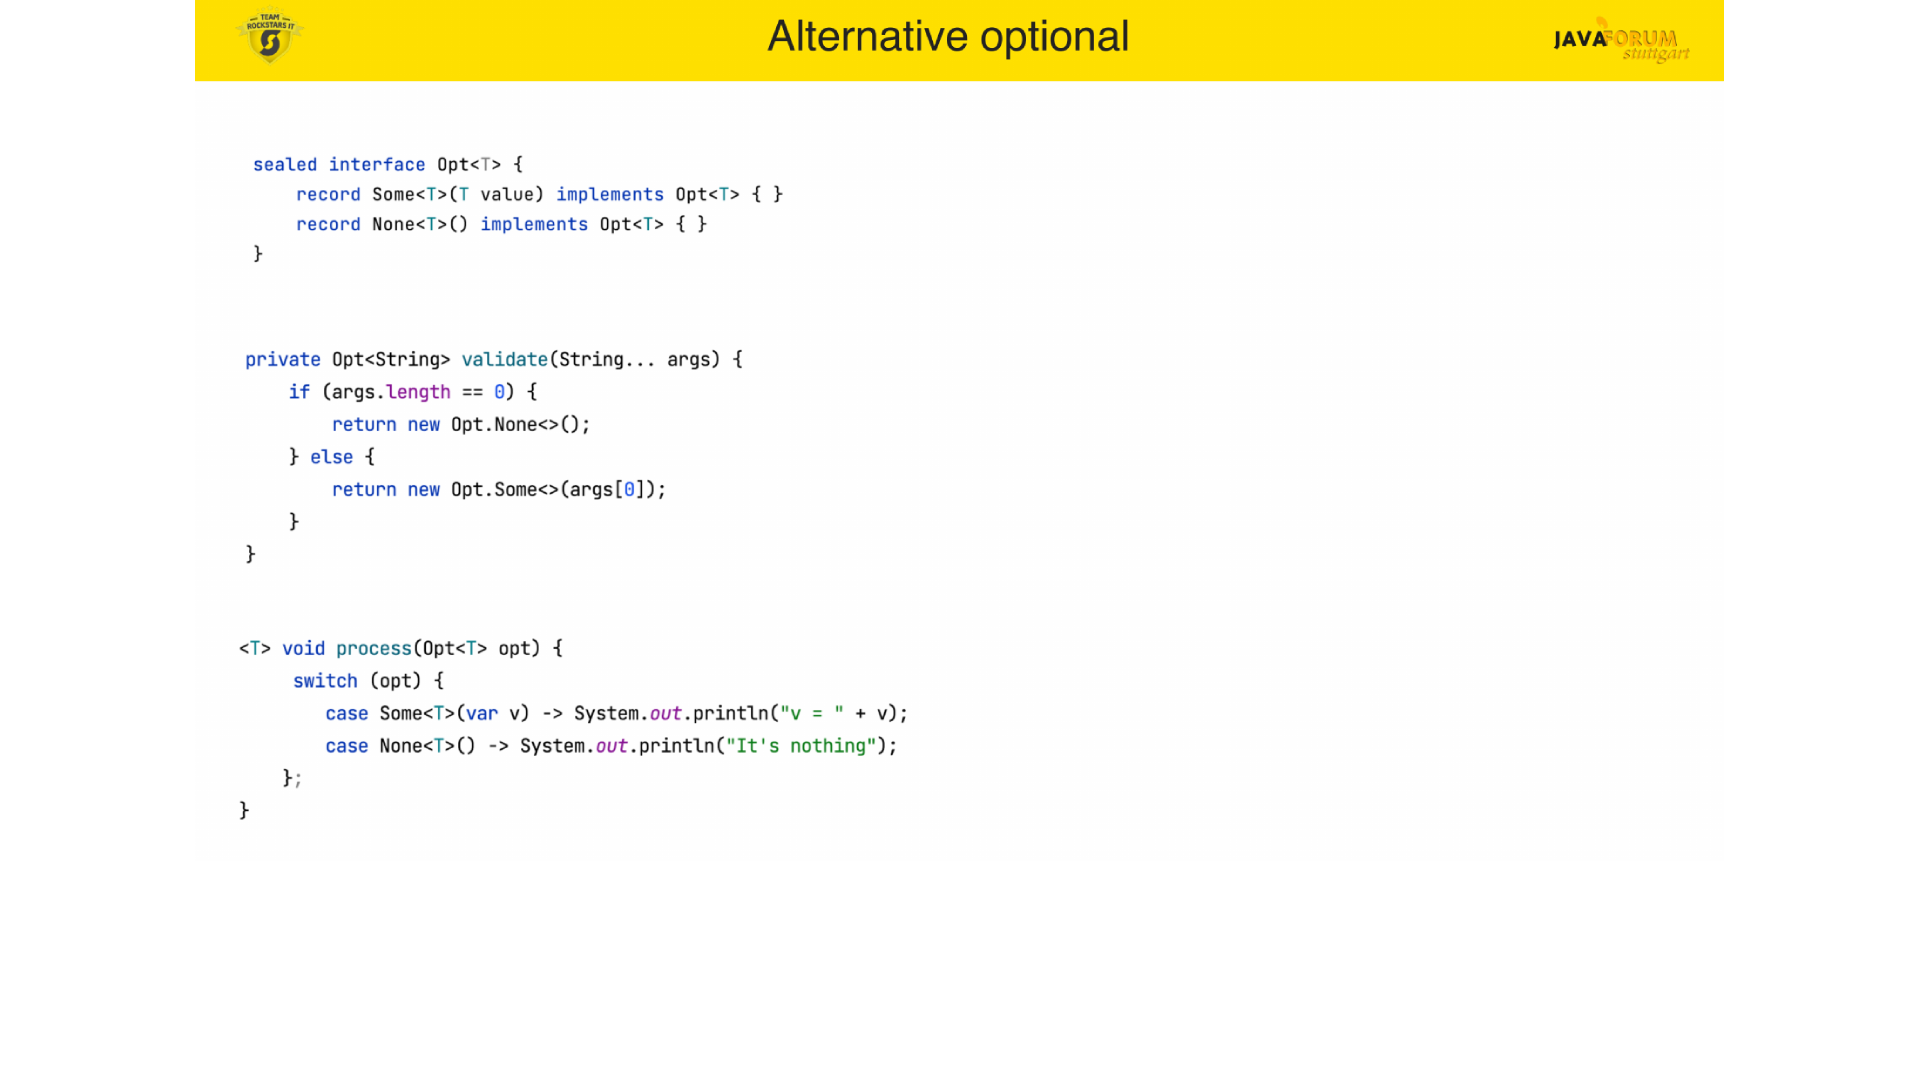 TEAM
ROCKSTARS IT
Alternative optional
JAVAFORUM
stuttgart
sealed interface Opt<T> {
    record Some<T>(T value) implements Opt<T> { }
    record None<T>() implements Opt<T> { }
}
private Opt<String> validate(String... args) {
    if (args.length == 0) {
        return new Opt.None<>();
    } else {
        return new Opt.Some<>(args[0]);
    }
}
<T> void process(Opt<T> opt) {
     switch (opt) {
        case Some<T>(var v) -> System.out.println("v = " + v);
        case None<T>() -> System.out.println("It's nothing");
    };
}